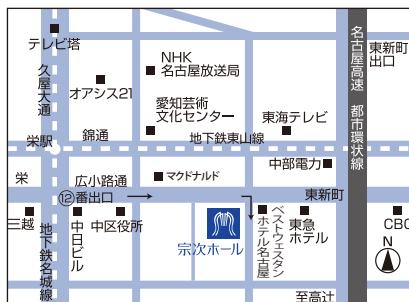 テレビ塔
久屋大通
NHK
名古屋放送局
オアシス21
愛知芸術
文化センター
東海テレビ
名古屋高速 都市環状線
東新町
出口
栄駅
錦通
地下鉄東山線
中部電力
栄
広小路通
マクドナルド
東新町
⑫番出口
三越
地下鉄名城線
中日ビル
中区役所
宗次ホール
ベストウェスタン
ホテル名古屋
東急
ホテル
CBC
N
至高辻